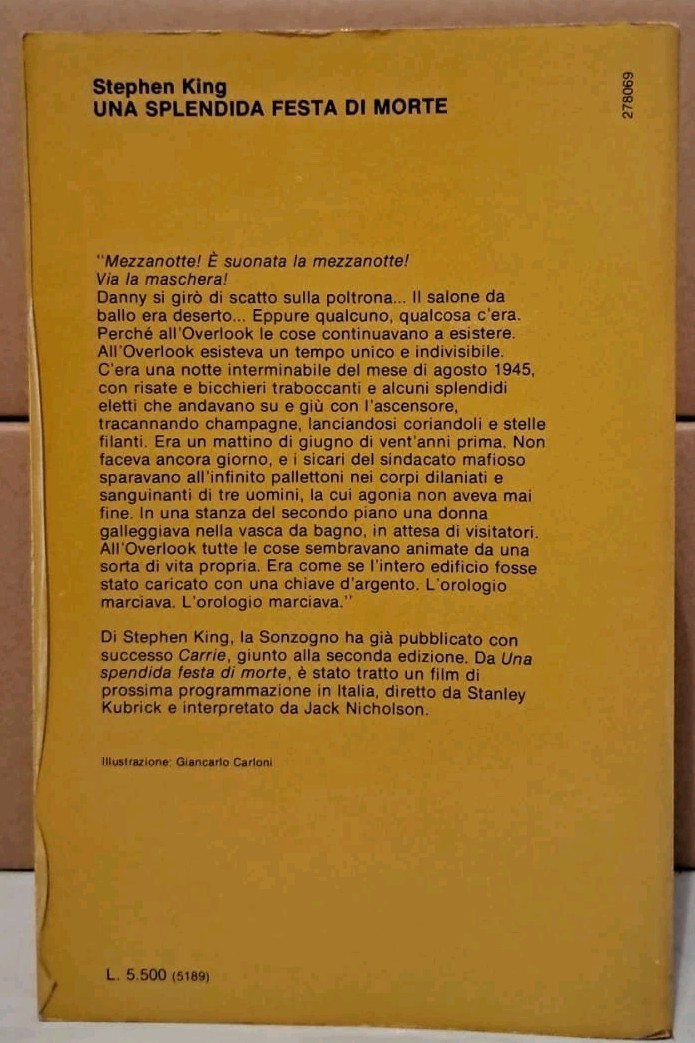 Stephen King
UNA SPLENDIDA FESTA DI MORTE
278069
"Mezzanotte! È suonata la mezzanotte!
Via la maschera!
Danny si girò di scatto sulla poltrona... Il salone da
ballo era deserto... Eppure qualcuno, qualcosa c'era.
Perché all'Overlook le cose continuavano a esistere.
All'Overlook esisteva un tempo unico e indivisibile.
C'era una notte interminabile del mese di agosto 1945,
con risate e bicchieri traboccanti e alcuni splendidi
eletti che andavano su e giù con l'ascensore,
tracannando champagne, lanciandosi coriandoli e stelle
filanti. Era un mattino di giugno di vent'anni prima. Non
faceva ancora giorno, e i sicari del sindacato mafioso
sparavano all'infinito pallettoni nei corpi dilaniati e
sanguinanti di tre uomini, la cui agonia non aveva mai
fine. In una stanza del secondo piano una donna
galleggiava nella vasca da bagno, in attesa di visitatori.
All'Overlook tutte le cose sembravano animate da una
sorta di vita propria. Era come se l'intero edificio fosse
stato caricato con una chiave d'argento. L'orologio
marciava. L'orologio marciava."
Di Stephen King, la Sonzogno ha già pubblicato con
successo Carrie, giunto alla seconda edizione. Da Una
spendida festa di morte, è stato tratto un film di
prossima programmazione in Italia, diretto da Stanley
Kubrick e interpretato da Jack Nicholson.
Illustrazione: Giancarlo Carloni
L. 5.500 (5189)